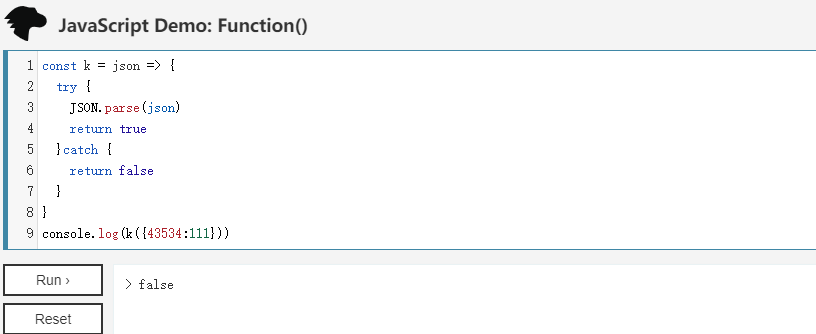 JavaScript Demo: Function()
1 const k = json => {
2   try {
3     JSON.parse(json)
4     return true
5   }catch {
6     return false
7   }
8 }
9 console.log(k({43534:111}))
Run ›
> false
Reset